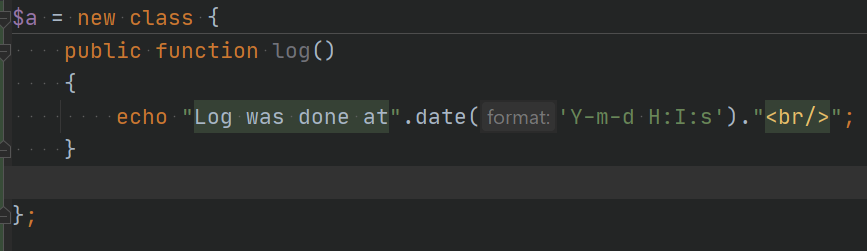 $a = new class {
    public function log()
    {
        echo "Log was done at".date( format: 'Y-m-d H:I:s')."<br/>";
    }
};